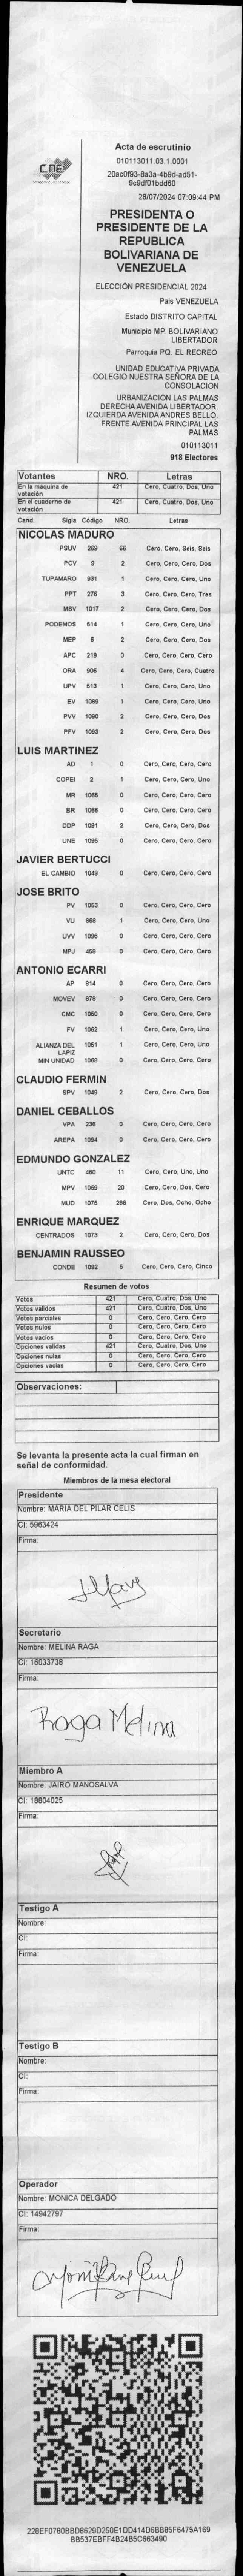 CNE
Acta de escrutinio
010113011.03.1.0001
20ac0f93-8a3a-4b9d-ad51-
9c9df01bdd60
28/07/2024 07:09:44 PM
PRESIDENTA O
PRESIDENTE DE LA
REPUBLICA
BOLIVARIANA DE
VENEZUELA
ELECCIÓN PRESIDENCIAL 2024
País VENEZUELA
Estado DISTRITO CAPITAL
Municipio MP. BOLIVARIANO
LIBERTADOR
Parroquia PQ. EL RECREO
UNIDAD EDUCATIVA PRIVADA
COLEGIO NUESTRA SEÑORA DE LA
CONSOLACION
URBANIZACIÓN LAS PALMAS
DERECHA AVENIDA LIBERTADOR.
IZQUIERDA AVENIDA ANDRES BELLO.
FRENTE AVENIDA PRINCIPAL LAS
PALMAS
010113011
918 Electores
Votantes NRO. Letras
En la máquina de votación 421 Cero, Cuatro, Dos, Uno
En el cuaderno de votación 421 Cero, Cuatro, Dos, Uno
Cand. Sigla Código NRO. Letras
NICOLAS MADURO
PSUV 269 66 Cero, Cero, Seis, Seis
PCV 9 2 Cero, Cero, Cero, Dos
TUPAMARO 931 1 Cero, Cero, Cero, Uno
PPT 276 3 Cero, Cero, Cero, Tres
MSV 1017 2 Cero, Cero, Cero, Dos
PODEMOS 514 1 Cero, Cero, Cero, Uno
MEP 6 2 Cero, Cero, Cero, Dos
APC 219 0 Cero, Cero, Cero, Cero
ORA 906 4 Cero, Cero, Cero, Cuatro
UPV 513 1 Cero, Cero, Cero, Uno
EV 1089 1 Cero, Cero, Cero, Uno
PVV 1090 2 Cero, Cero, Cero, Dos
PFV 1093 2 Cero, Cero, Cero, Dos
LUIS MARTINEZ
AD 1 0 Cero, Cero, Cero, Cero
COPEI 2 1 Cero, Cero, Cero, Uno
MR 1065 0 Cero, Cero, Cero, Cero
BR 1066 0 Cero, Cero, Cero, Cero
DDP 1091 2 Cero, Cero, Cero, Dos
UNE 1095 0 Cero, Cero, Cero, Cero
JAVIER BERTUCCI
EL CAMBIO 1048 0 Cero, Cero, Cero, Cero
JOSE BRITO
PV 1053 0 Cero, Cero, Cero, Cero
VU 968 1 Cero, Cero, Cero, Uno
UVV 1096 0 Cero, Cero, Cero, Cero
MPJ 459 0 Cero, Cero, Cero, Cero
ANTONIO ECARRI
AP 914 0 Cero, Cero, Cero, Cero
MOVEV 978 0 Cero, Cero, Cero, Cero
CMC 1050 0 Cero, Cero, Cero, Cero
FV 1062 1 Cero, Cero, Cero, Uno
ALIANZA DEL LAPIZ 1051 1 Cero, Cero, Cero, Uno
MIN UNIDAD 1068 0 Cero, Cero, Cero, Cero
CLAUDIO FERMIN
SPV 1049 2 Cero, Cero, Cero, Dos
DANIEL CEBALLOS
VPA 236 0 Cero, Cero, Cero, Cero
AREPA 1094 0 Cero, Cero, Cero, Cero
EDMUNDO GONZALEZ
UNTC 460 11 Cero, Cero, Uno, Uno
MPV 1059 20 Cero, Cero, Dos, Cero
MUD 1075 288 Cero, Dos, Ocho, Ocho
ENRIQUE MARQUEZ
CENTRADOS 1073 2 Cero, Cero, Cero, Dos
BENJAMIN RAUSSEO
CONDE 1092 5 Cero, Cero, Cero, Cinco
Resumen de votos
Votos 421 Cero, Cuatro, Dos, Uno
Votos validos 421 Cero, Cuatro, Dos, Uno
Votos parciales 0 Cero, Cero, Cero, Cero
Votos nulos 0 Cero, Cero, Cero, Cero
Votos vacios 0 Cero, Cero, Cero, Cero
Opciones validas 421 Cero, Cuatro, Dos, Uno
Opciones nulas 0 Cero, Cero, Cero, Cero
Opciones vacias 0 Cero, Cero, Cero, Cero
Observaciones:
Se levanta la presente acta la cual firman en
señal de conformidad.
Miembros de la mesa electoral
Presidente
Nombre: MARIA DEL PILAR CELIS
CI: 5963424
Firma:
Secretario
Nombre: MELINA RAGA
CI: 16033738
Firma:
Raga Melina
Miembro A
Nombre: JAIRO MANOSALVA
CI: 18804025
Firma:
Testigo A
Nombre:
CI:
Firma:
Testigo B
Nombre:
CI:
Firma:
Operador
Nombre: MONICA DELGADO
CI: 14942797
Firma:
228EF0780BBD8629D250E1DD414D6BB85F6475A169
BB537EBFF4B24B5C663490